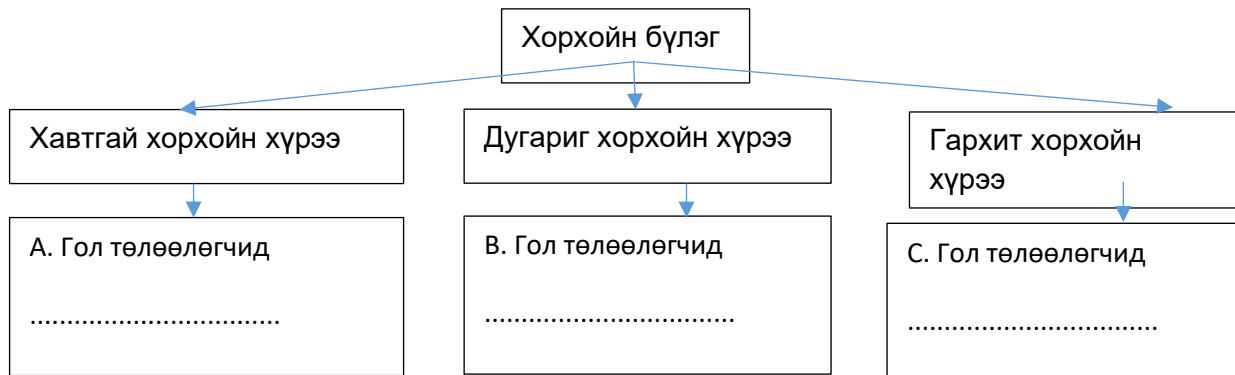 Хорхойн бүлэг
Хавтгай хорхойн хүрээ
Дугариг хорхойн хүрээ
Гархит хорхойн
хүрээ
A. Гол төлөөлөгчид
..................................
B. Гол төлөөлөгчид
..................................
C. Гол төлөөлөгчид
..................................